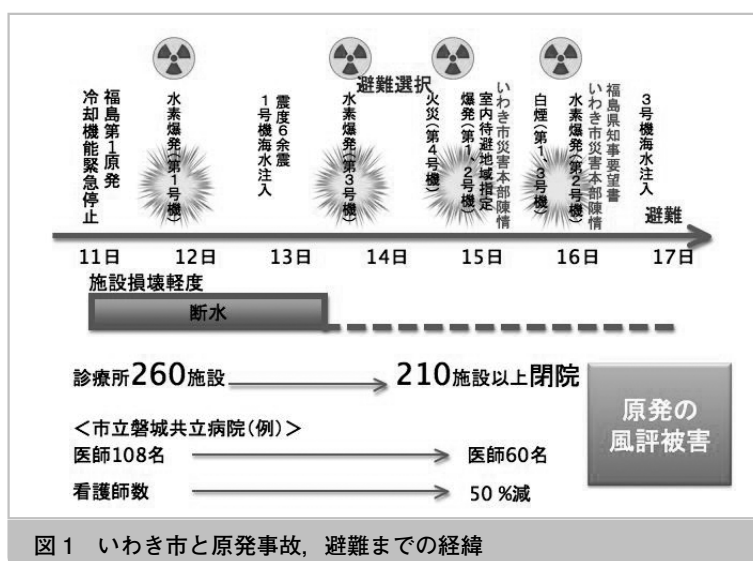 避難選択
福島第1原発
冷却機能緊急停止
水素爆発(第1号機)
震度6余震
1号機海水注入
水素爆発(第3号機)
火災(第4号機)
爆発(第1、2号機)
室内待避地域指定
いわき市災害本部陳情
白煙(第1、3号機)
水素爆発(第2号機)
いわき市災害本部陳情
福島県知事要望書
3号機海水注入
避難
11日 12日 13日 14日 15日 16日 17日
施設損壊軽度
断水
診療所260施設 210施設以上閉院
<市立磐城共立病院(例)>
医師108名 医師60名
看護師数 50%減
原発の
風評被害
図1 いわき市と原発事故,避難までの経緯